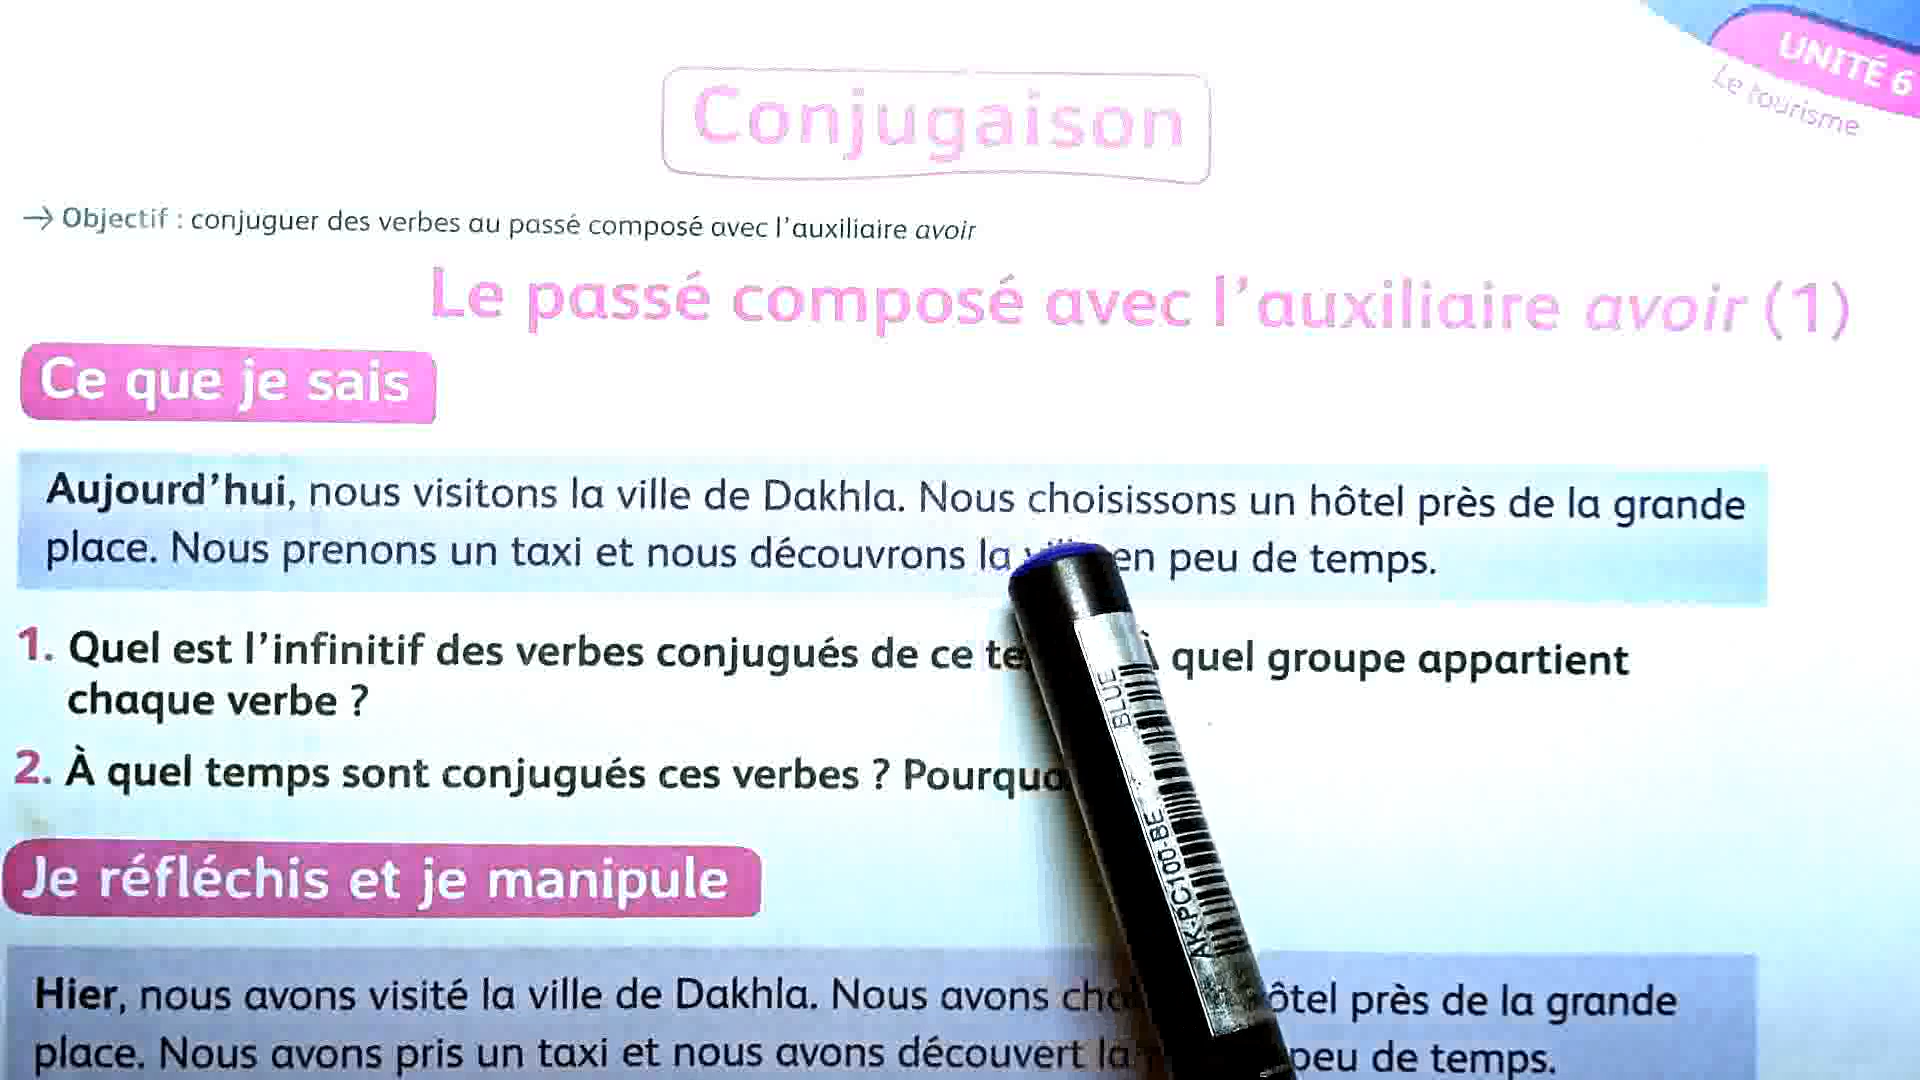 UNITÉ 6
Le tourisme
Conjugaison
→ Objectif : conjuguer des verbes au passé composé avec l'auxiliaire avoir
Le passé composé avec l'auxiliaire avoir (1)
Ce que je sais
Aujourd'hui, nous visitons la ville de Dakhla. Nous choisissons un hôtel près de la grande
place. Nous prenons un taxi et nous découvrons la en peu de temps.
1. Quel est l'infinitif des verbes conjugués de ce À quel groupe appartient
chaque verbe ?
2. À quel temps sont conjugués ces verbes ? Pourquoi
Je réfléchis et je manipule
Hier, nous avons visité la ville de Dakhla. Nous avons hôtel près de la grande
place. Nous avons pris un taxi et nous avons découvert la peu de temps.
BLUE
AK-PC100-BE